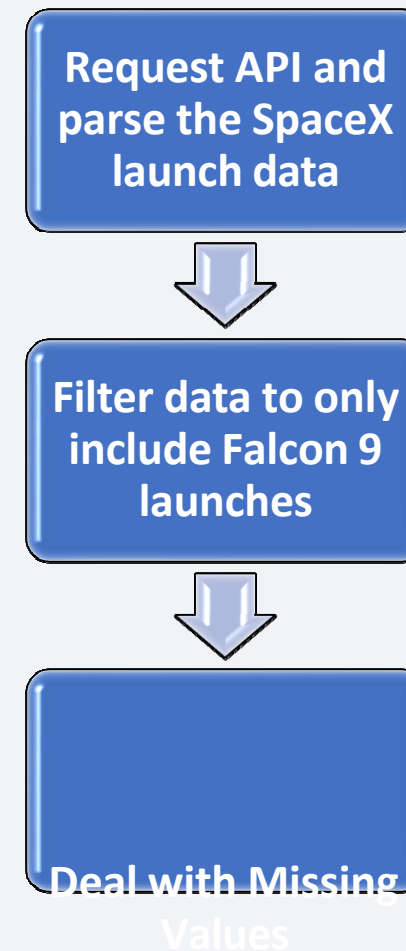 Request API and
parse the SpaceX
launch data
Filter data to only
include Falcon 9
launches
Deal with Missing
Values